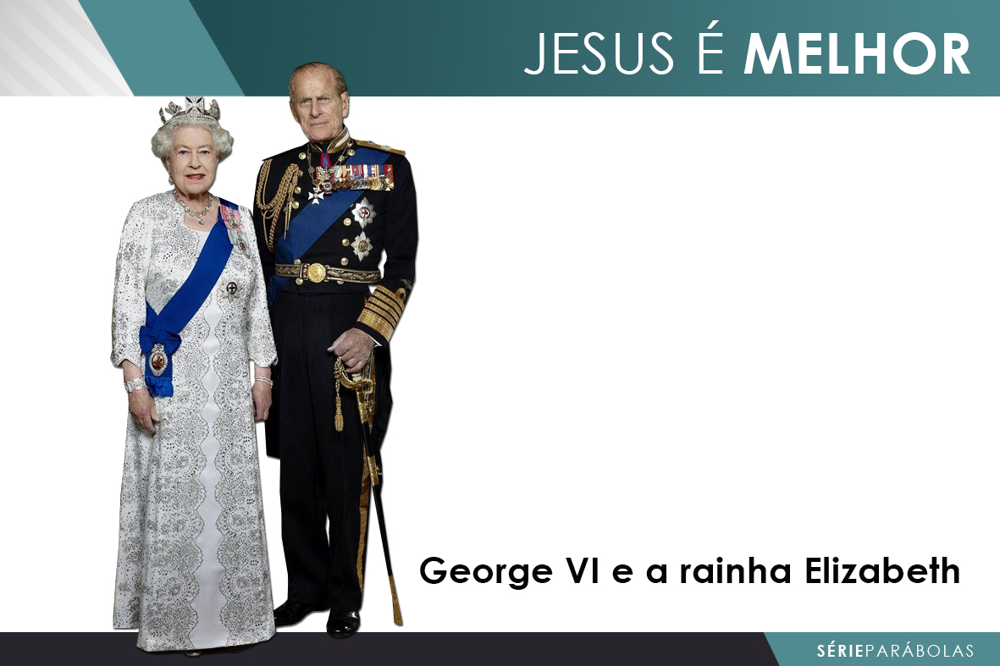 JESUS É MELHOR
George VI e a rainha Elizabeth
SÉRIEPARÁBOLAS